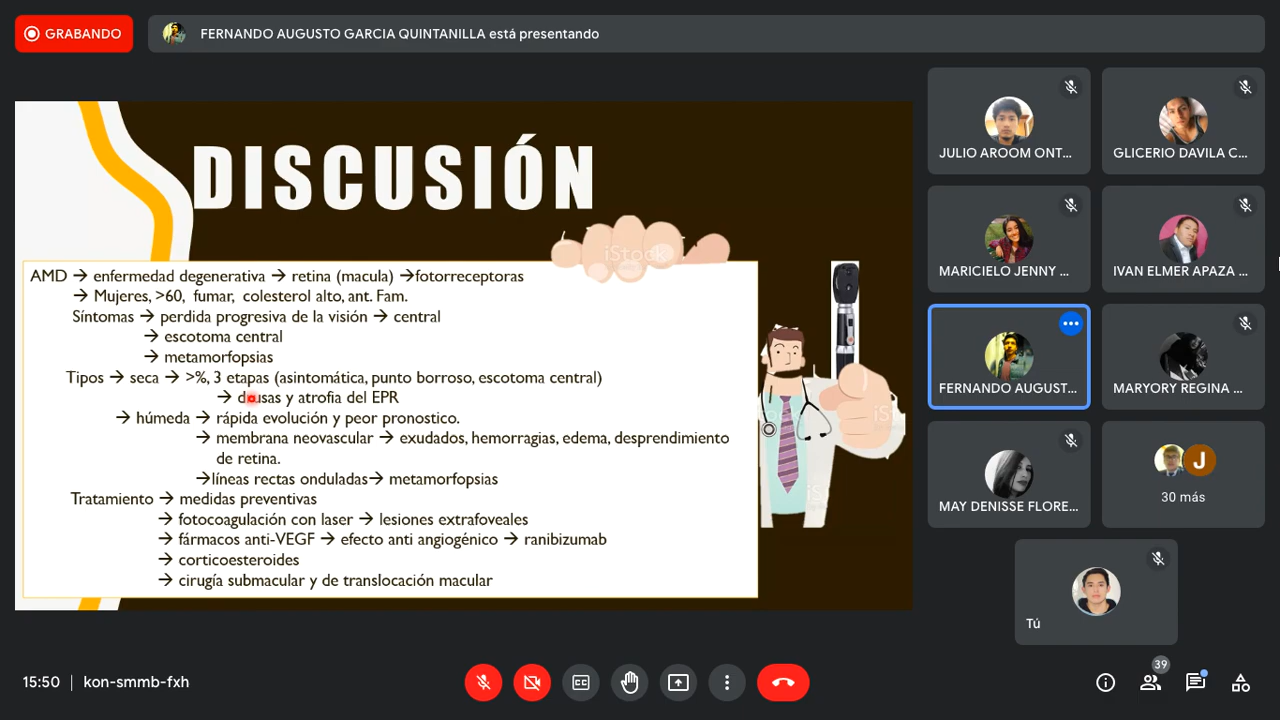 GRABANDO
FERNANDO AUGUSTO GARCIA QUINTANILLA está presentando
DISCUSIÓN
iStock
AMD → enfermedad degenerativa → retina (macula) →fotorreceptoras
→ Mujeres, >60, fumar, colesterol alto, ant. Fam.
Síntomas → perdida progresiva de la visión → central
→ escotoma central
→ metamorfopsias
Tipos → seca → >%, 3 etapas (asintomática, punto borroso, escotoma central)
→ drusas y atrofia del EPR
→ húmeda → rápida evolución y peor pronostico.
→ membrana neovascular → exudados, hemorragias, edema, desprendimiento
de retina.
→líneas rectas onduladas→ metamorfopsias
Tratamiento → medidas preventivas
→ fotocoagulación con laser → lesiones extrafoveales
→ fármacos anti-VEGF → efecto anti angiogénico → ranibizumab
→ corticoesteroides
→ cirugía submacular y de translocación macular
JULIO AROOM ONT...
GLICERIO DAVILA C...
MARICIELO JENNY ...
IVAN ELMER APAZA ...
FERNANDO AUGUST...
MARYORY REGINA ...
MAY DENISSE FLORE...
J
30 más
Tú
15:50 | kon-smmb-fxh
39